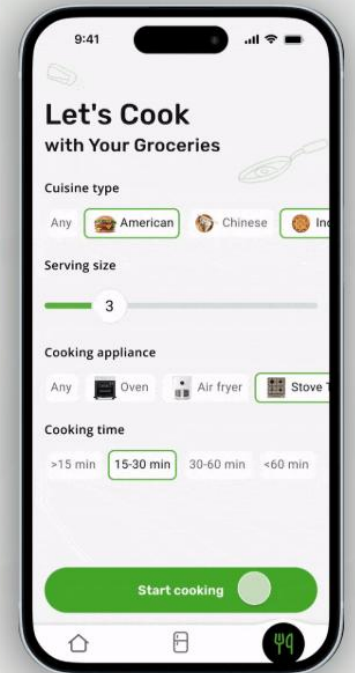 9:41
Let's Cook
with Your Groceries
Cuisine type
Any American Chinese
Serving size
3
Cooking appliance
Any Oven Air fryer Stove
Cooking time
>15 min 15-30 min 30-60 min <60 min
Start cooking